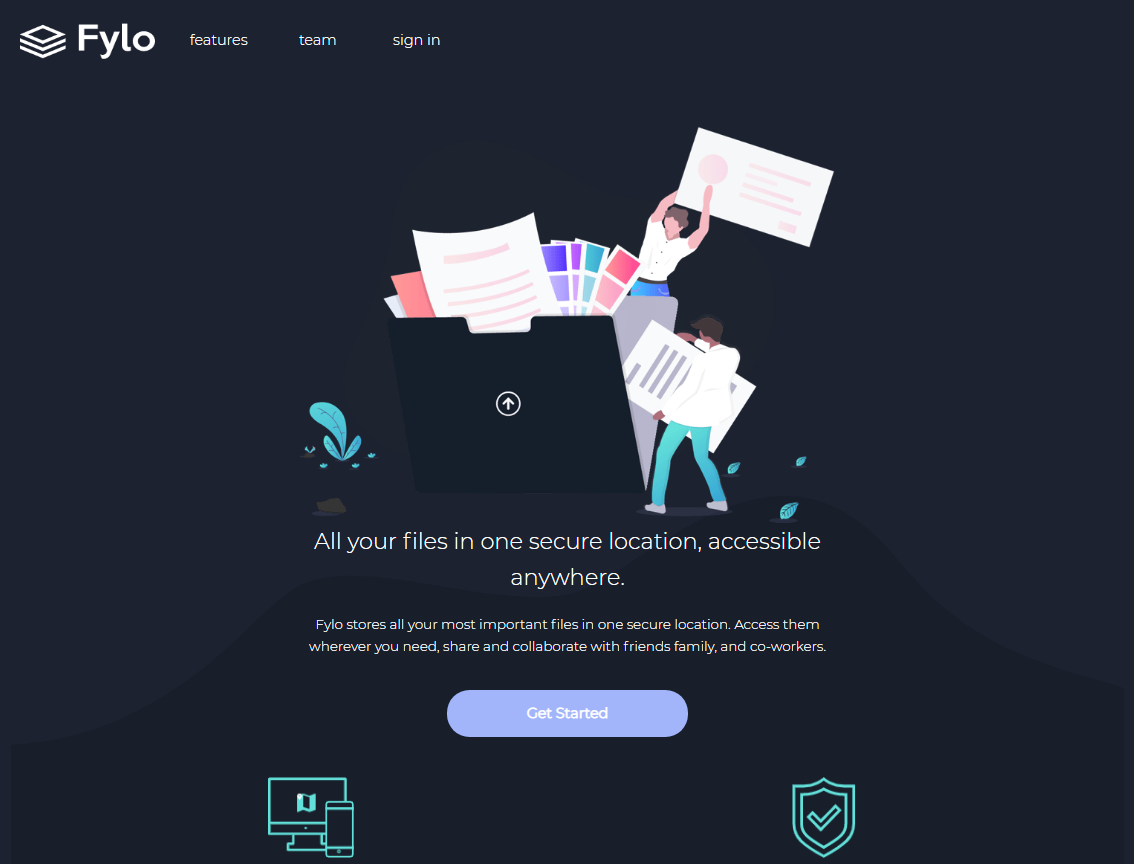 Fylo features team sign in
All your files in one secure location, accessible
anywhere.
Fylo stores all your most important files in one secure location. Access them
wherever you need, share and collaborate with friends family, and co-workers.
Get Started